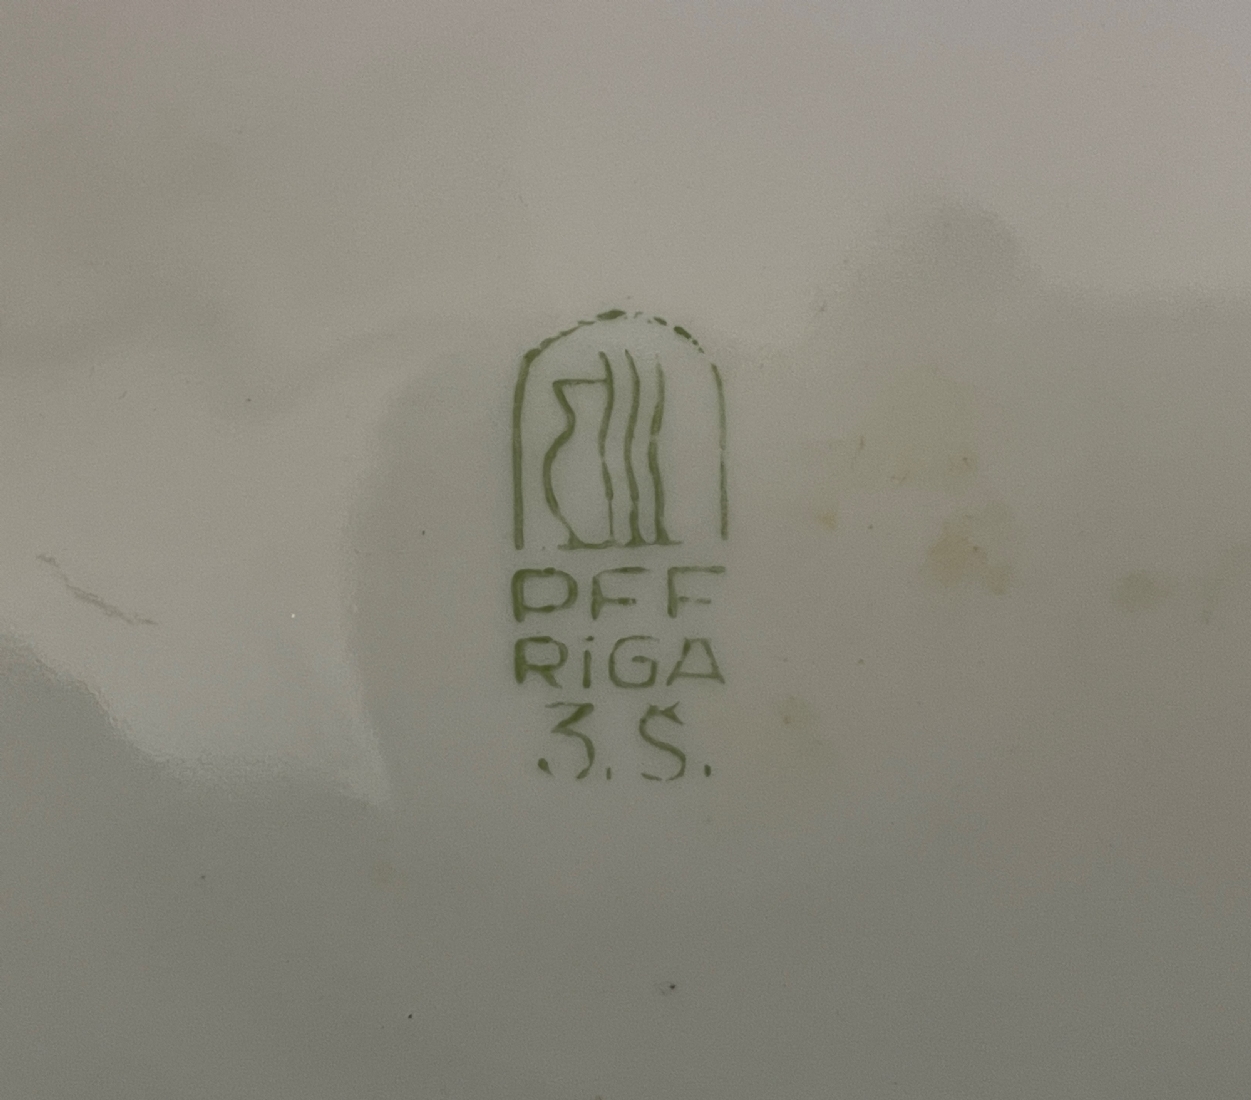 PFF
RiGA
3. Š.